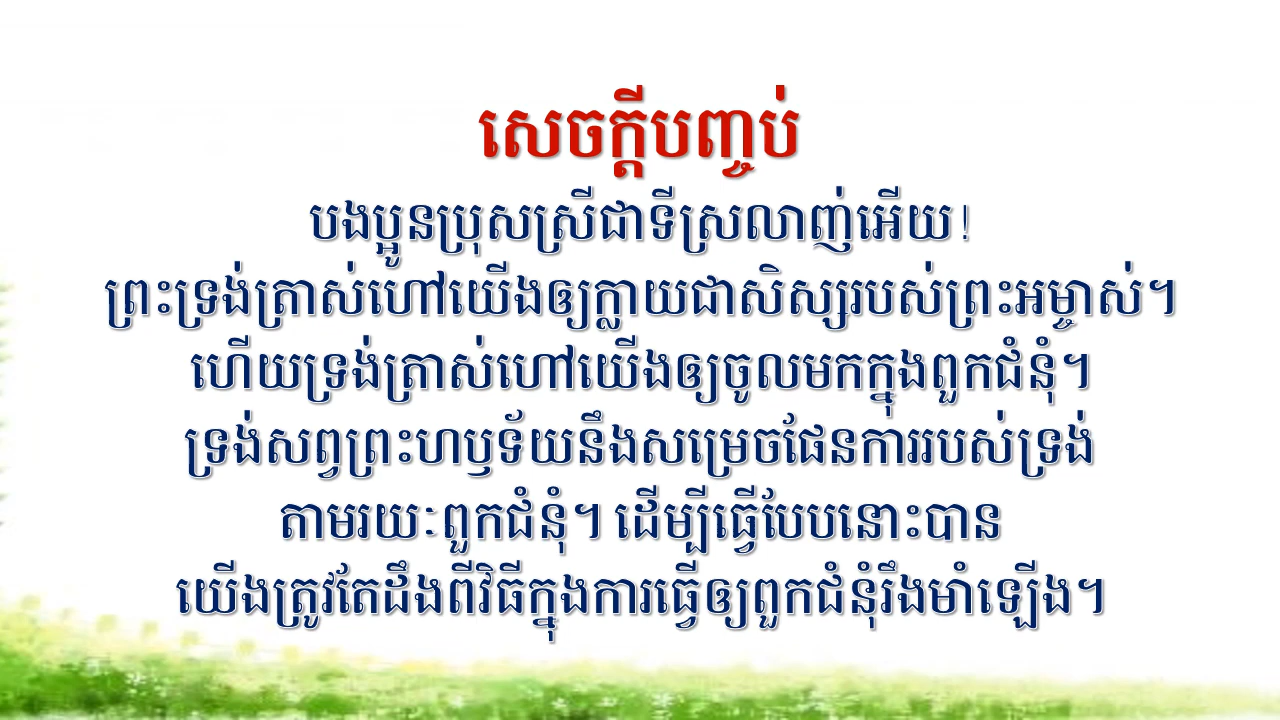 សេចក្តីបញ្ចប់
បងប្អូនប្រុសស្រីជាទីស្រលាញ់អើយ!
ព្រះទ្រង់ត្រាស់ហៅយើងឲ្យក្លាយជាសិស្សរបស់ព្រះអម្ចាស់។
ហើយទ្រង់ត្រាស់ហៅយើងឲ្យចូលមកក្នុងពួកជំនុំ។
ទ្រង់សព្វព្រះហឫទ័យនឹងសម្រេចផែនការរបស់ទ្រង់
តាមរយៈពួកជំនុំ។ ដើម្បីធ្វើបែបនោះបាន
យើងត្រូវតែដឹងពីវិធីក្នុងការធ្វើឲ្យពួកជំនុំរឹងមាំឡើង។